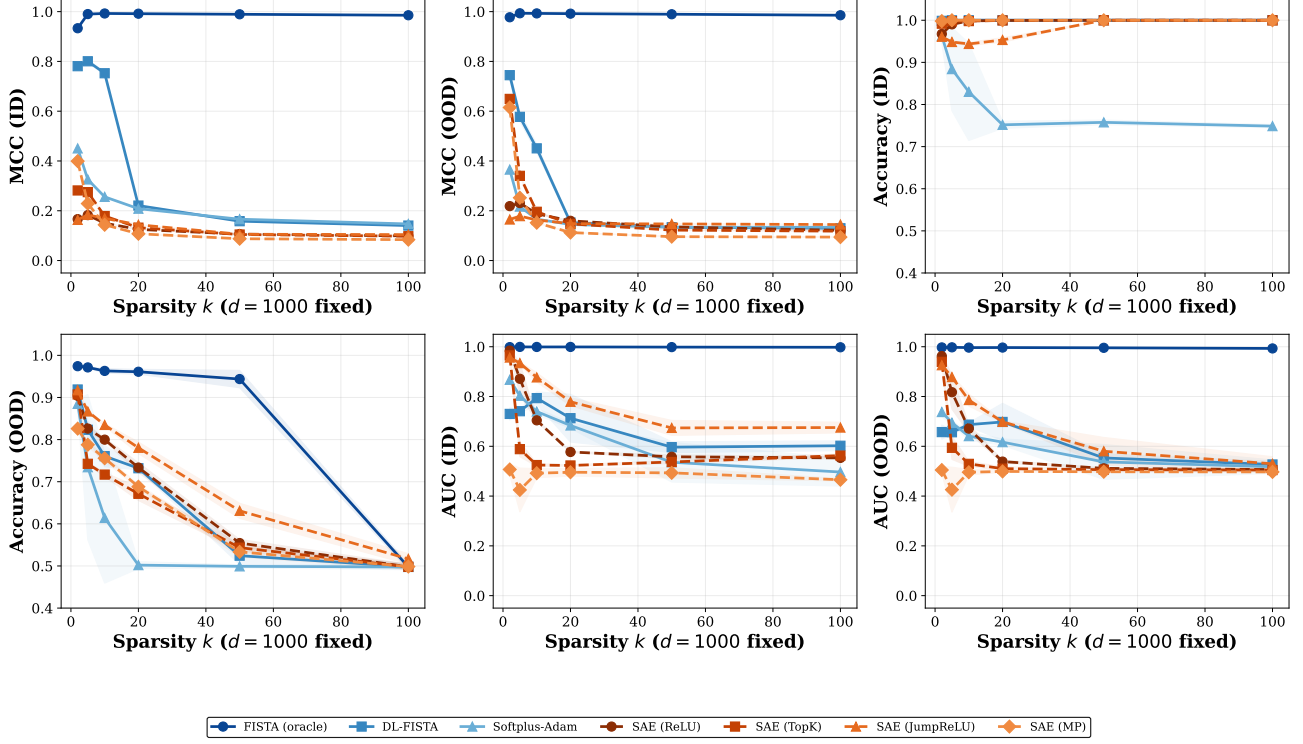 MCC (ID)
1.0
0.8
0.6
0.4
0.2
0.0
0 20 40 60 80 100
Sparsity k (d = 1000 fixed)
MCC (OOD)
1.0
0.8
0.6
0.4
0.2
0.0
0 20 40 60 80 100
Sparsity k (d = 1000 fixed)
Accuracy (ID)
1.0
0.9
0.8
0.7
0.6
0.5
0.4
0 20 40 60 80 100
Sparsity k (d = 1000 fixed)
Accuracy (OOD)
1.0
0.9
0.8
0.7
0.6
0.5
0.4
0 20 40 60 80 100
Sparsity k (d = 1000 fixed)
AUC (ID)
1.0
0.8
0.6
0.4
0.2
0.0
0 20 40 60 80 100
Sparsity k (d = 1000 fixed)
AUC (OOD)
1.0
0.8
0.6
0.4
0.2
0.0
0 20 40 60 80 100
Sparsity k (d = 1000 fixed)
FISTA (oracle) DL-FISTA Softplus-Adam SAE (ReLU) SAE (TopK) SAE (JumpReLU) SAE (MP)